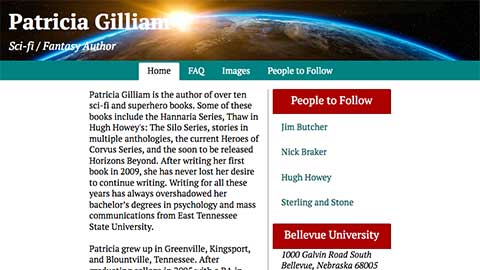 Patricia Gilliam
Sci-fi / Fantasy Author
Home FAQ Images People to Follow
Patricia Gilliam is the author of over ten
sci-fi and superhero books. Some of these
books include the Hannaria Series, Thaw in
Hugh Howey's: The Silo Series, stories in
multiple anthologies, the current Heroes of
Corvus Series, and the soon to be released
Horizons Beyond. After writing her first
book in 2009, she has never lost her desire
to continue writing. Writing for all these
years has always overshadowed her
bachelor's degrees in psychology and mass
communications from East Tennessee
State University.
Patricia grew up in Greenville, Kingsport,
and Blountville, Tennessee. After
People to Follow
Jim Butcher
Nick Braker
Hugh Howey
Sterling and Stone
Bellevue University
1000 Galvin Road South
Bellevue, Nebraska 68005